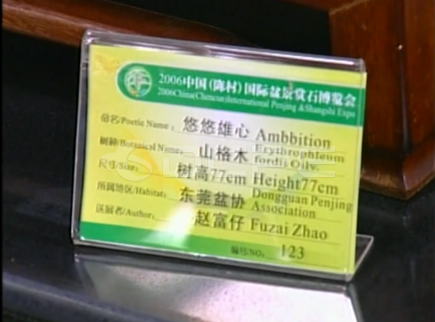 2006中国(陈村)国际盆景赏石博览会
2006China(Chencun)International Penjing &Shangshi Expo
命名/Poetic Name: 悠悠雄心 Ambbition
树种/Botanical Name: 山格木 Erythrophleum fordii Oliv.
尺寸/Size: 树高77cm Height77cm
所属地区/Habitat: 东莞盆协 Dongguan Penjing Association
送展者/Author: 赵富仔 Fuzai Zhao
编号/NO: 123